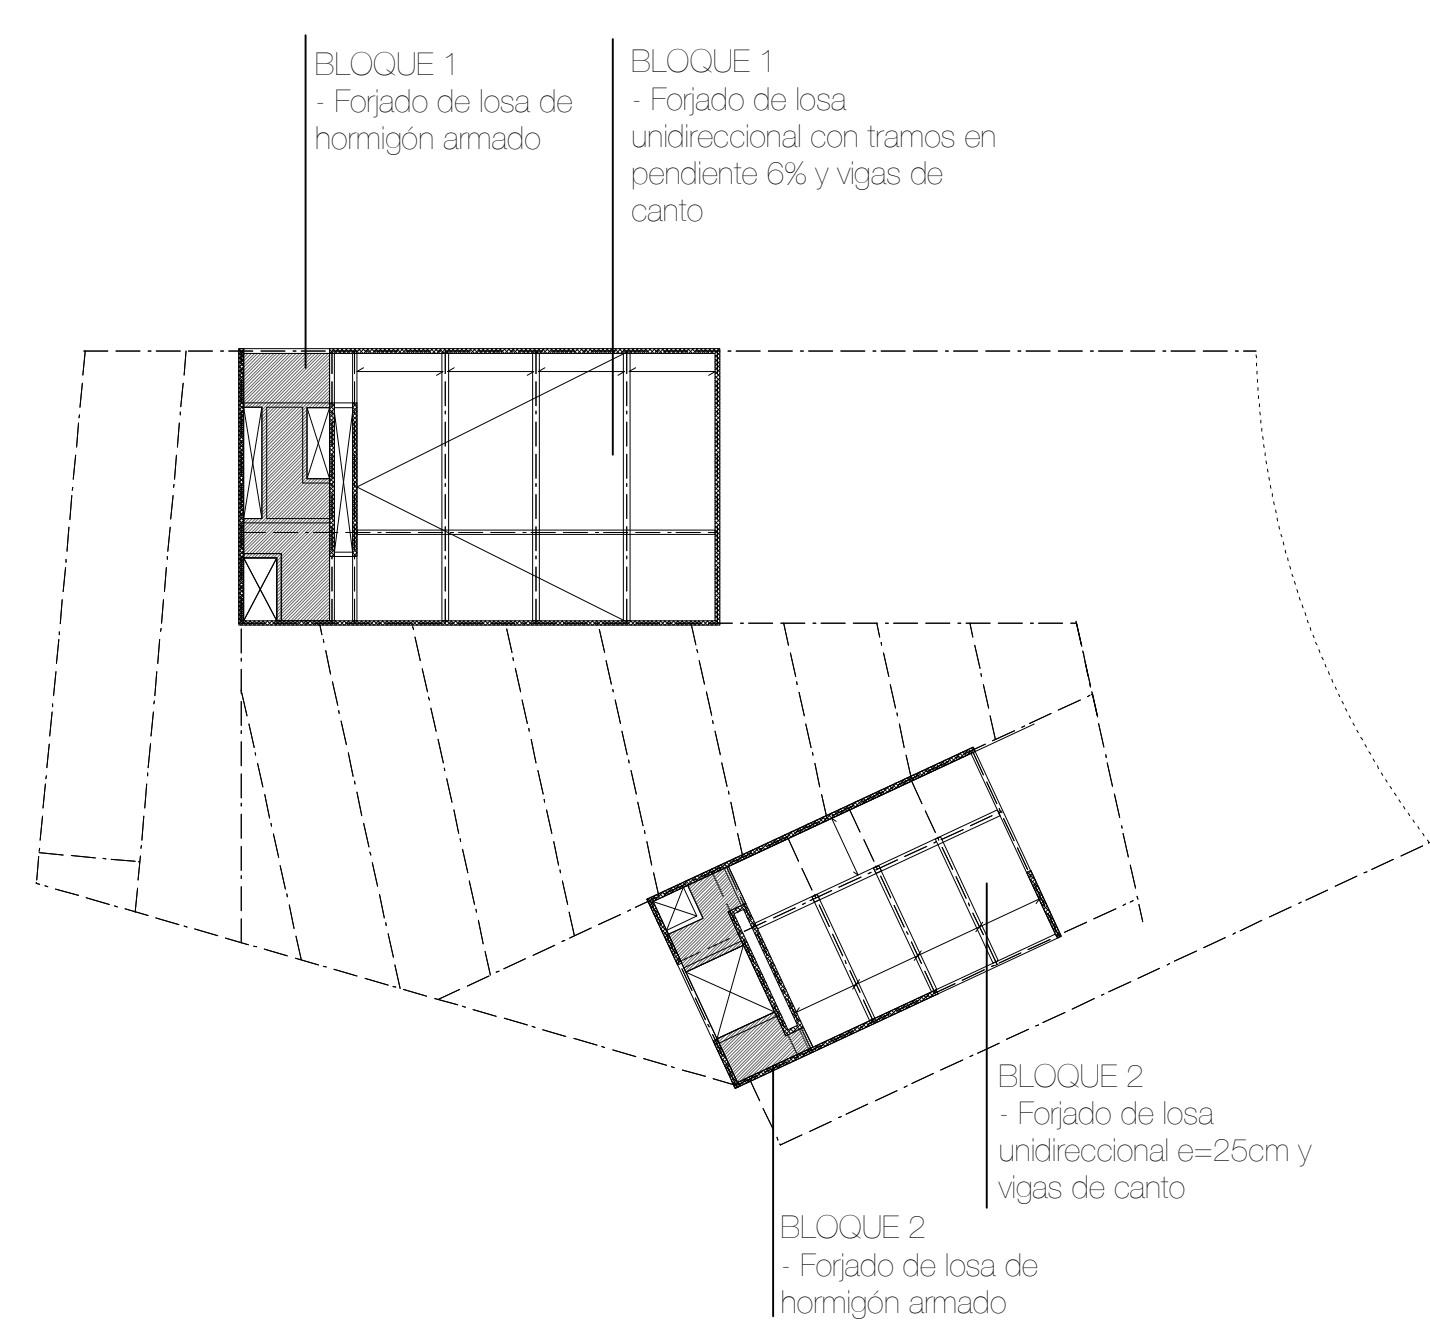 BLOQUE 1
- Forjado de losa de
hormigón armado
BLOQUE 1
- Forjado de losa
unidireccional con tramos en
pendiente 6% y vigas de
canto
BLOQUE 2
- Forjado de losa
unidireccional e=25cm y
vigas de canto
BLOQUE 2
- Forjado de losa de
hormigón armado